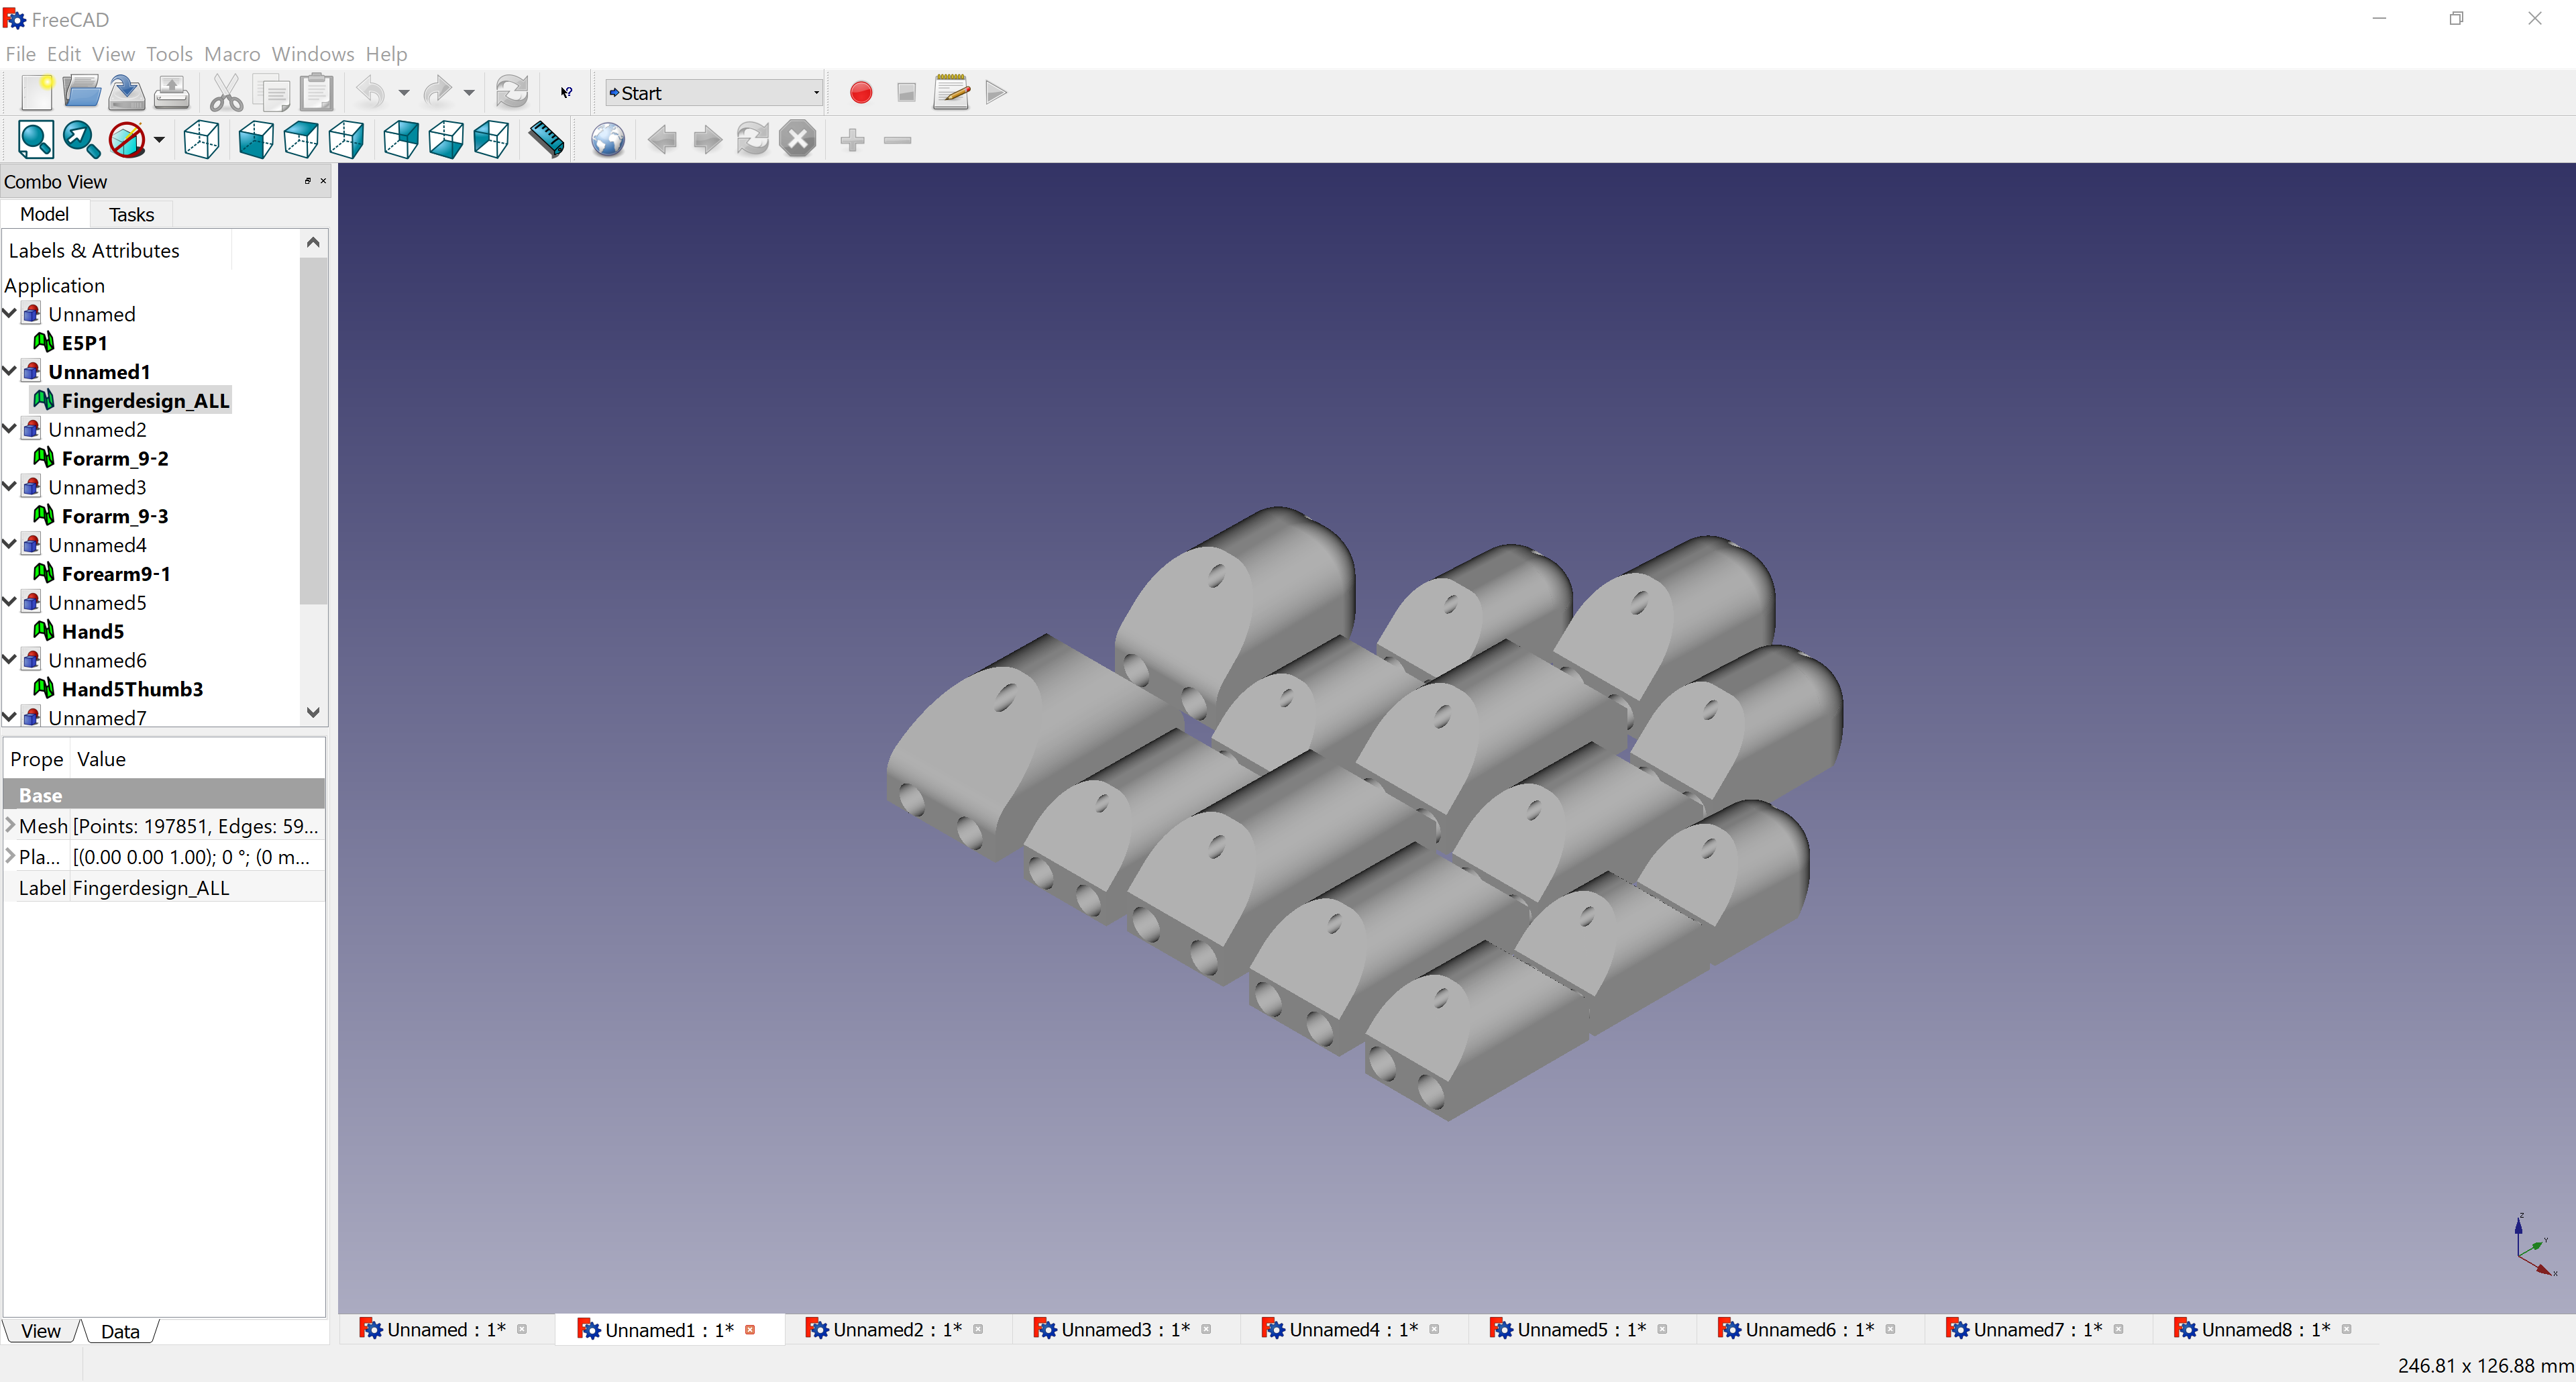 FreeCAD
File Edit View Tools Macro Windows Help
Start
Combo View
Model Tasks
Labels & Attributes
Application
Unnamed
E5P1
Unnamed1
Fingerdesign_ALL
Unnamed2
Forarm_9-2
Unnamed3
Forarm_9-3
Unnamed4
Forearm9-1
Unnamed5
Hand5
Unnamed6
Hand5Thumb3
Unnamed7
Prope Value
Base
Mesh [Points: 197851, Edges: 59...
Pla... [(0.00 0.00 1.00); 0 °; (0 m...
Label Fingerdesign_ALL
Z
Y
X
View Data
Unnamed : 1* Unnamed1 : 1* Unnamed2 : 1* Unnamed3 : 1* Unnamed4 : 1* Unnamed5 : 1* Unnamed6 : 1* Unnamed7 : 1* Unnamed8 : 1*
246.81 x 126.88 mm